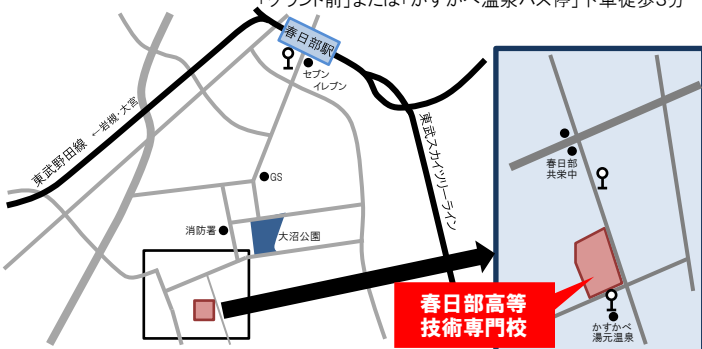 「グランド前」または「かすかべ温泉バス停」下車徒歩3分
春日部駅
セブン
イレブン
東武野田線
←岩槻・大宮
東武スカイツリーライン
GS
消防署
大沼公園
春日部
共栄中
春日部高等
技術専門校
かすかべ
湯元温泉